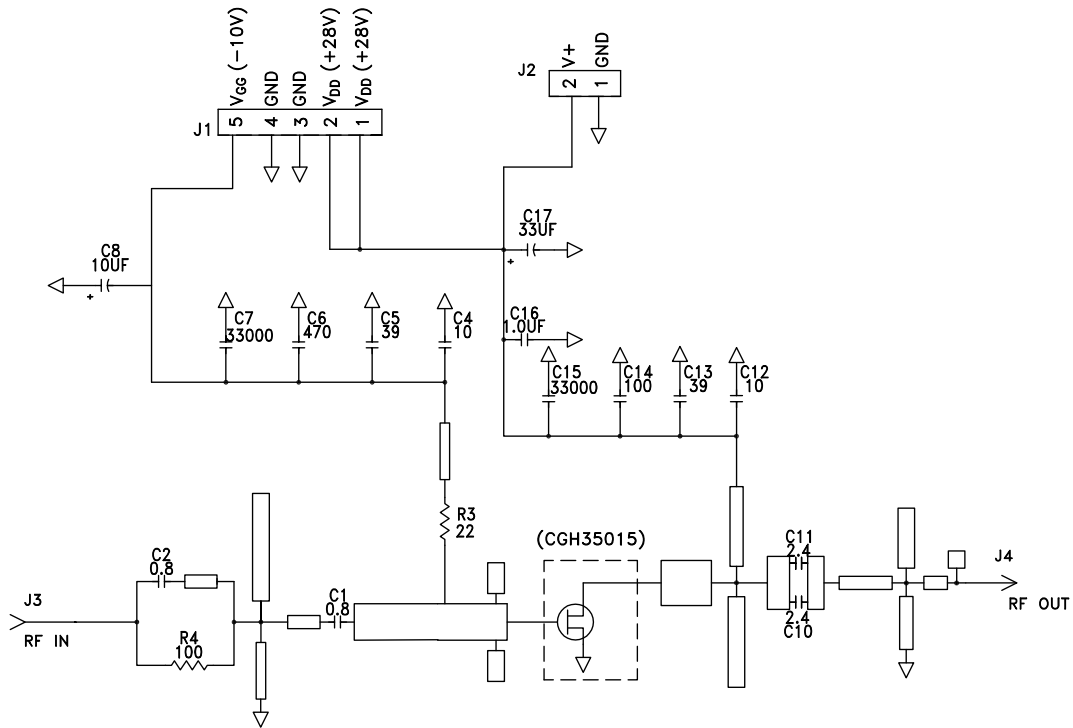 J1
5 VGG (-10V)
4 GND
3 GND
2 VDD (+28V)
1 VDD (+28V)
J2
2 V+
1 GND
C17
33UF
+
C8
10UF
+
C7
33000
C6
470
C5
39
C4
10
C16
1.0UF
C15
33000
C14
100
C13
39
C12
10
R3
22
(CGH35015)
C11
2.4
2.4
C10
J4
RF OUT
C2
0.8
J3
RF IN
R4
100
C1
0.8